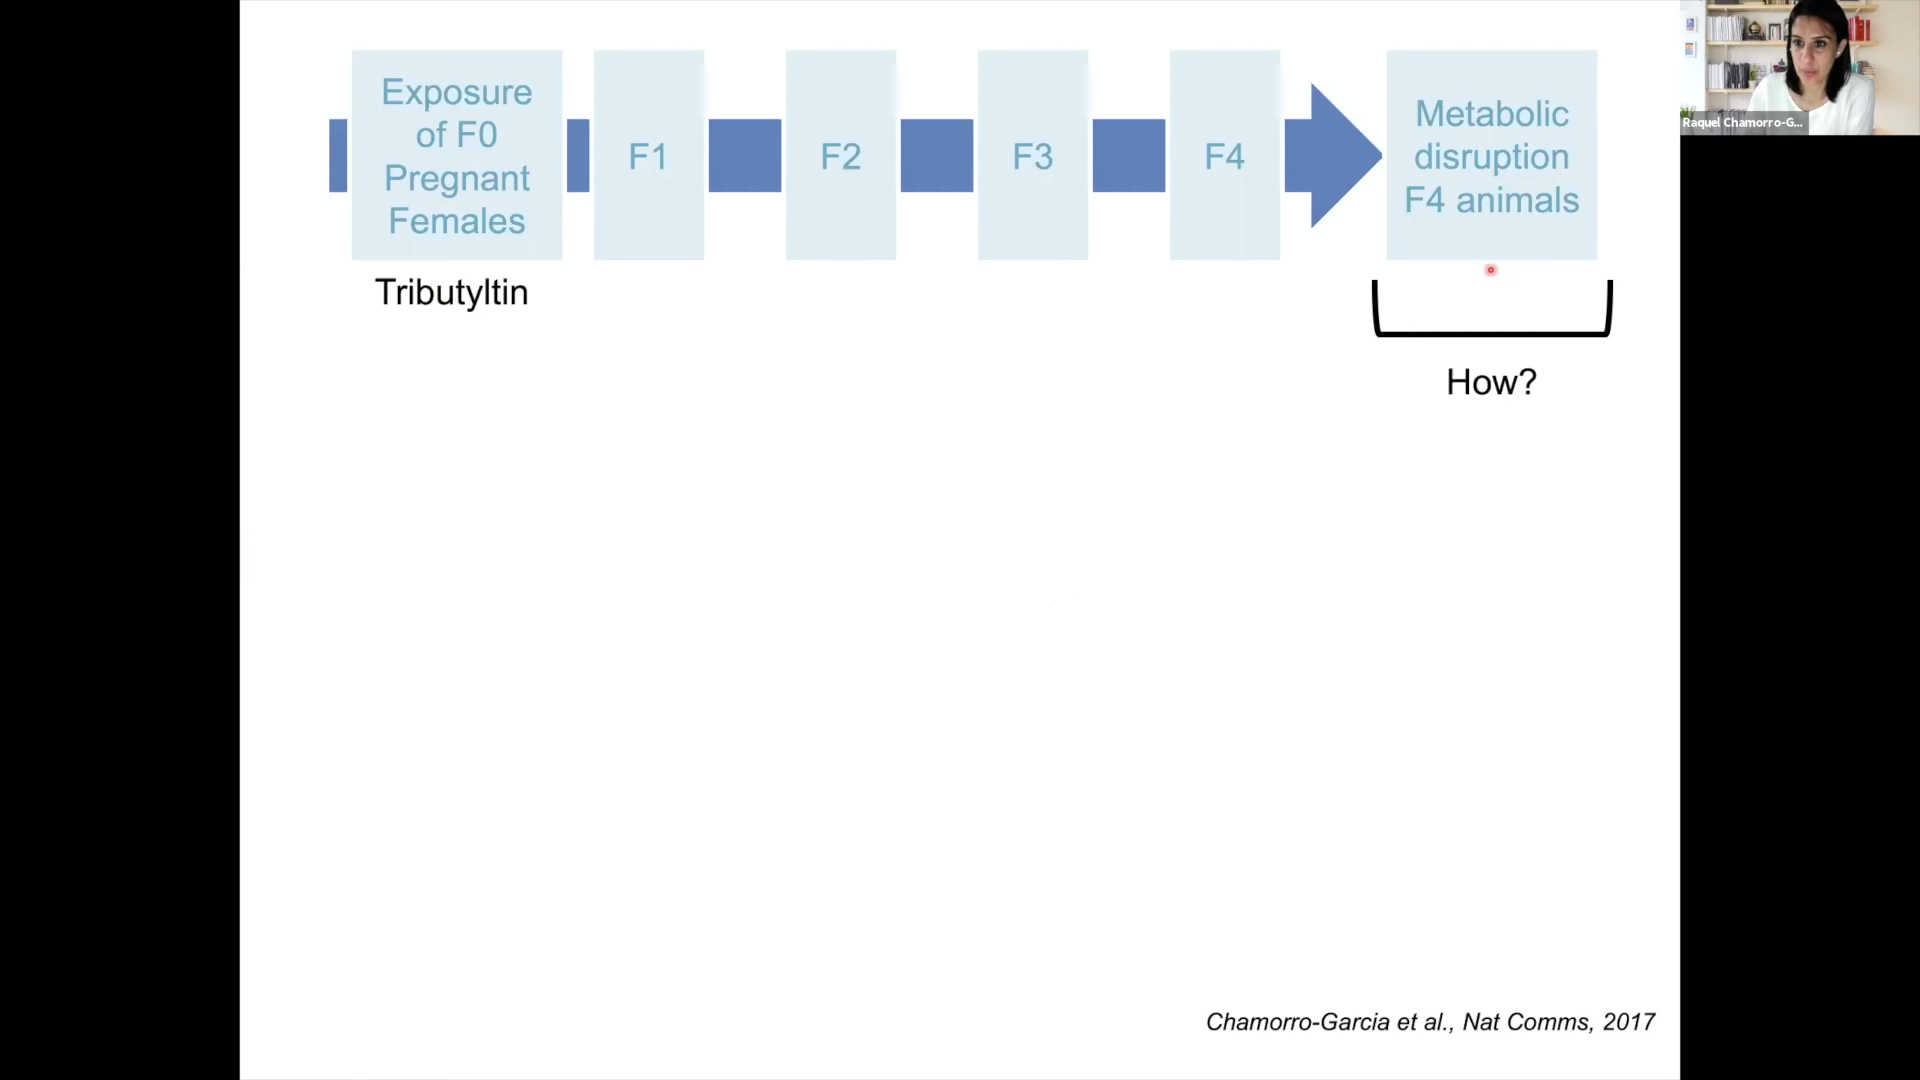 Exposure
of F0
Pregnant
Females
F1
F2
F3
F4
Metabolic
disruption
F4 animals
Tributyltin
How?
Chamorro-Garcia et al., Nat Comms, 2017
Raquel Chamorro-G...